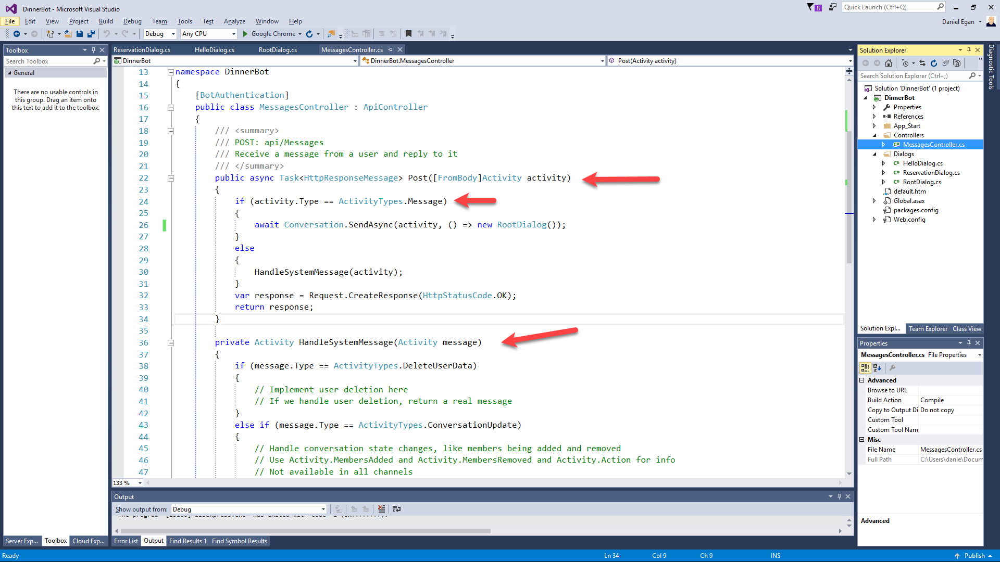 DinnerBot - Microsoft Visual Studio
8
Quick Launch (Ctrl+Q)
File Edit View Project Build Debug Team Tools Test Analyze Window Help
Daniel Egan
Debug Any CPU Google Chrome
Toolbox
Search Toolbox
General
There are no usable controls in
this group. Drag an item onto
this text to add it to the toolbox.
ReservationDialog.cs HelloDialog.cs RootDialog.cs MessagesController.cs
DinnerBot DinnerBot.MessagesController Post(Activity activity)
13 namespace DinnerBot
14 {
15 [BotAuthentication]
16 public class MessagesController : ApiController
17 {
18 /// <summary>
19 /// POST: api/Messages
20 /// Receive a message from a user and reply to it
21 /// </summary>
22 public async Task<HttpResponseMessage> Post([FromBody]Activity activity)
23 {
24 if (activity.Type == ActivityTypes.Message)
25 {
26 await Conversation.SendAsync(activity, () => new RootDialog());
27 }
28 else
29 {
30 HandleSystemMessage(activity);
31 }
32 var response = Request.CreateResponse(HttpStatusCode.OK);
33 return response;
34 }
35
36 private Activity HandleSystemMessage(Activity message)
37 {
38 if (message.Type == ActivityTypes.DeleteUserData)
39 {
40 // Implement user deletion here
41 // If we handle user deletion, return a real message
42 }
43 else if (message.Type == ActivityTypes.ConversationUpdate)
44 {
45 // Handle conversation state changes, like members being added and removed
46 // Use Activity.MembersAdded and Activity.MembersRemoved and Activity.Action for info
47 // Not available in all channels
133 %
Output
Show output from: Debug
Server Exp... Toolbox Cloud Exp...
Error List Output Find Results 1 Find Symbol Results
Solution Explorer
Search Solution Explorer (Ctrl+;)
Solution 'DinnerBot' (1 project)
DinnerBot
Properties
References
App_Start
Controllers
MessagesController.cs
Dialogs
HelloDialog.cs
ReservationDialog.cs
RootDialog.cs
default.htm
Global.asax
packages.config
Web.config
Solution Expl... Team Explorer Class View
Properties
MessagesController.cs File Properties
Advanced
Browse to URL
Build Action Compile
Copy to Output Di Do not copy
Custom Tool
Custom Tool Nam
Misc
File Name MessagesController.cs
Full Path C:\Users\danie\Docum
Advanced
Diagnostic Tools
Ready Ln 34 Col 9 Ch 9 INS Publish